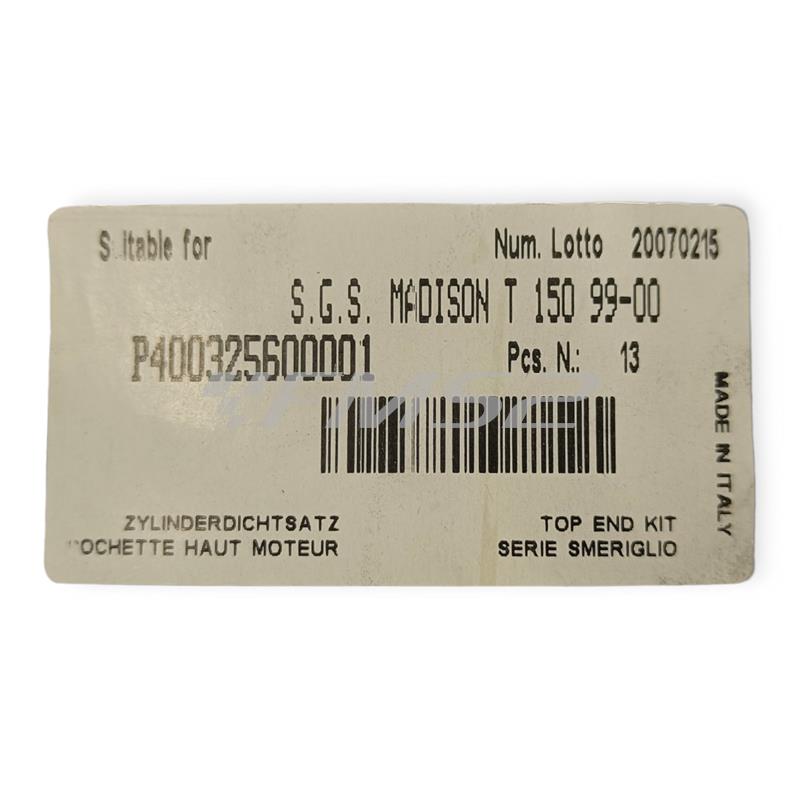 S itable for
Num. Lotto 20070215
S.G.S. MADISON T 150 99-00
P400325600001
Pcs. N.: 13
FMS2
MADE IN ITALY
ZYLINDERDICHTSATZ
TOP END KIT
OCHETTE HAUT MOTEUR
SERIE SMERIGLIO